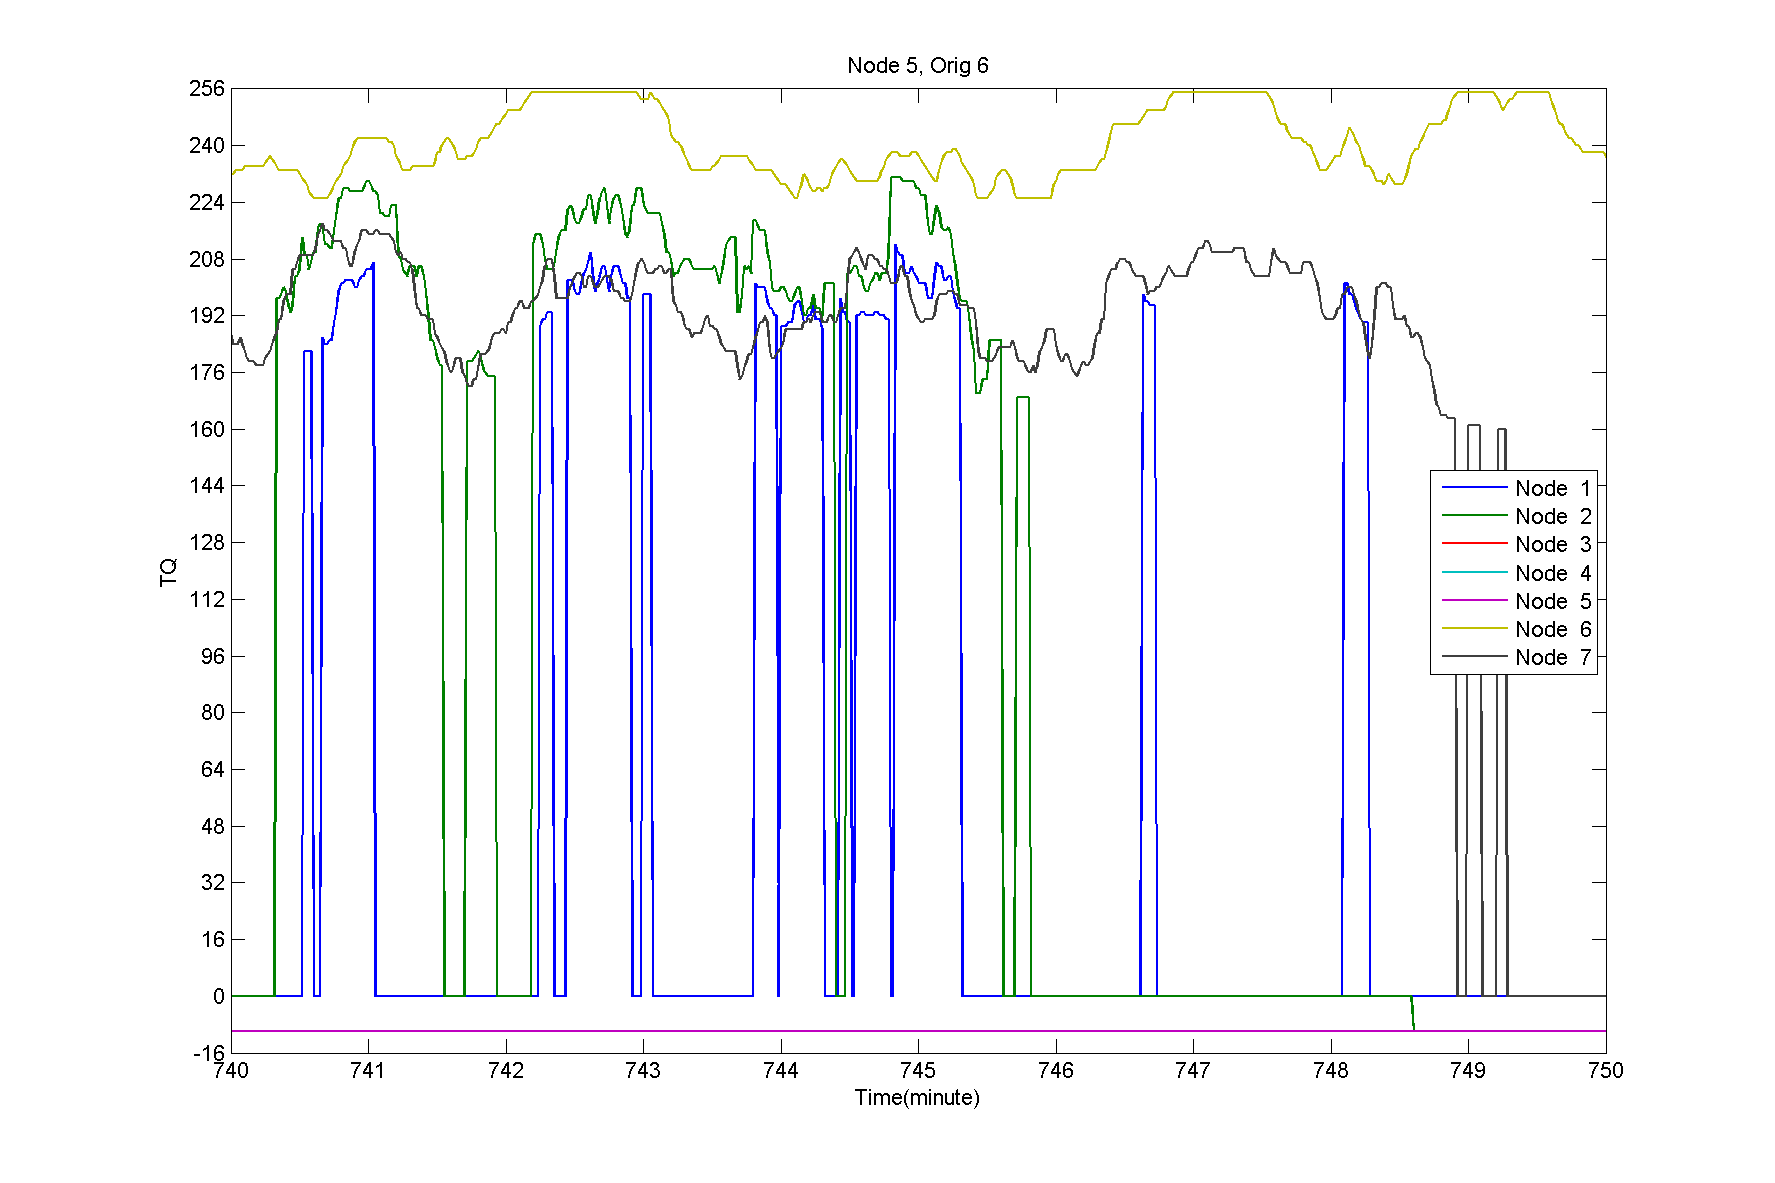 Node 5, Orig 6
256
240
224
208
192
176
160
144
128
112
96
80
64
48
32
16
0
-16
TQ
740 741 742 743 744 745 746 747 748 749 750
Time(minute)
Node 1
Node 2
Node 3
Node 4
Node 5
Node 6
Node 7